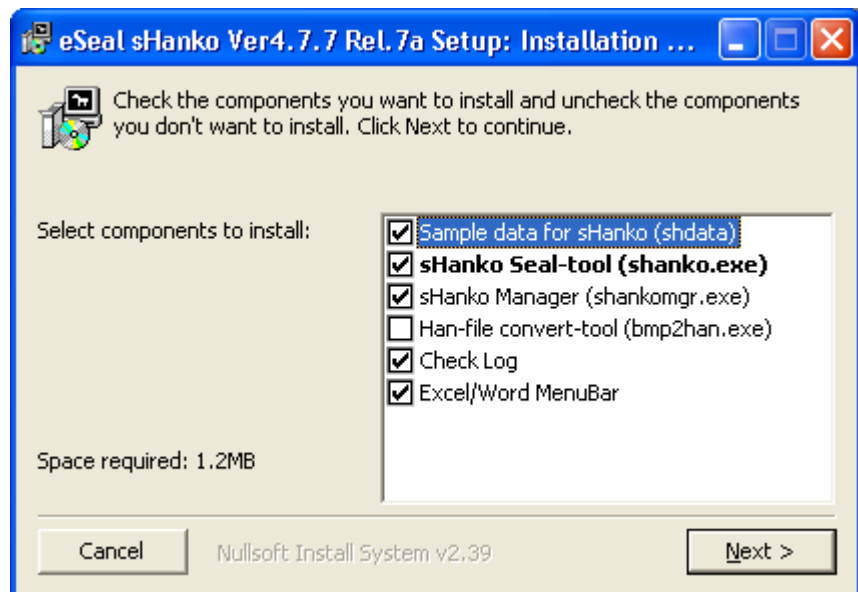 eSeal sHanko Ver4.7.7 Rel.7a Setup: Installation ...
Check the components you want to install and uncheck the components
you don't want to install. Click Next to continue.
Select components to install:
Sample data for sHanko (shdata)
sHanko Seal-tool (shanko.exe)
sHanko Manager (shankomgr.exe)
Han-file convert-tool (bmp2han.exe)
Check Log
Excel/Word MenuBar
Space required: 1.2MB
Cancel
Nullsoft Install System v2.39
Next >